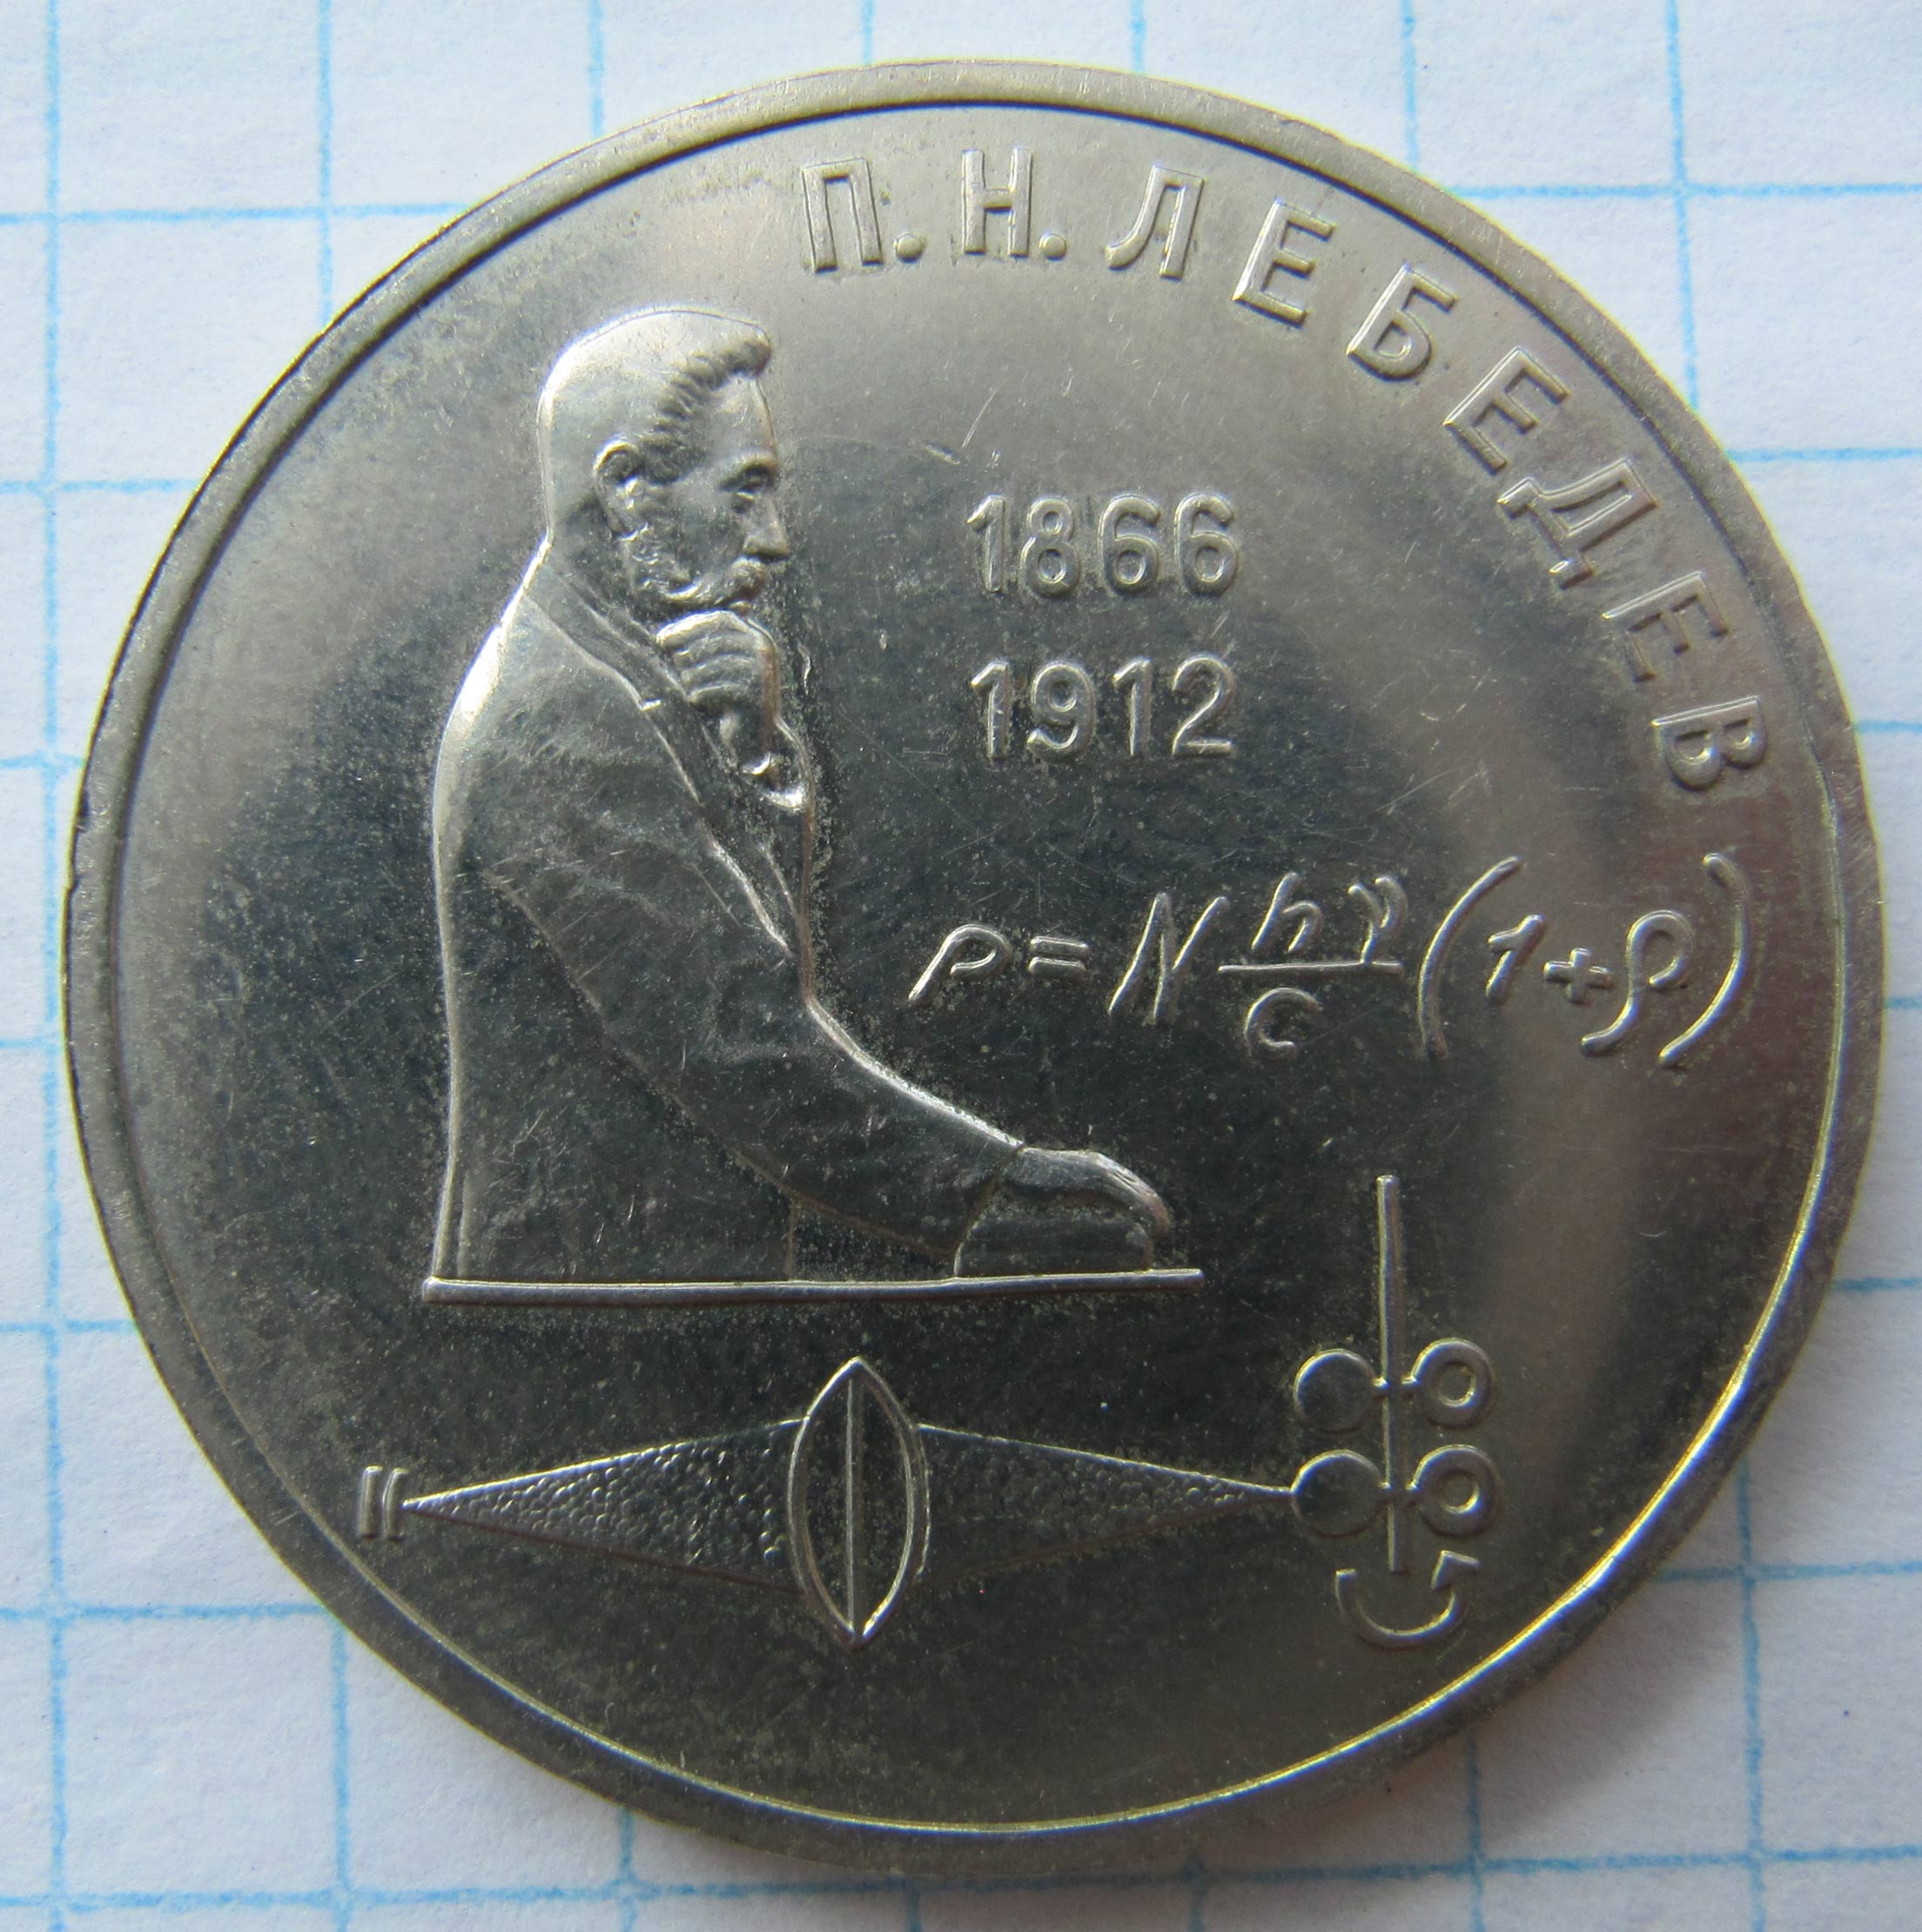 П. Н. ЛЕБЕДЕВ
1866
1912
p = N hν/c (1 + ρ)